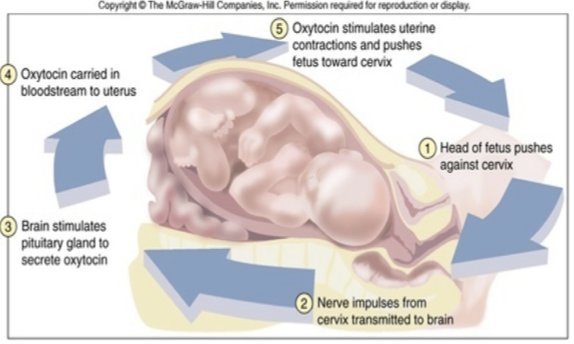 Copyright © The McGraw-Hill Companies, Inc. Permission required for reproduction or display.
5 Oxytocin stimulates uterine
contractions and pushes
fetus toward cervix
4 Oxytocin carried in
bloodstream to uterus
1 Head of fetus pushes
against cervix
3 Brain stimulates
pituitary gland to
secrete oxytocin
2 Nerve impulses from
cervix transmitted to brain